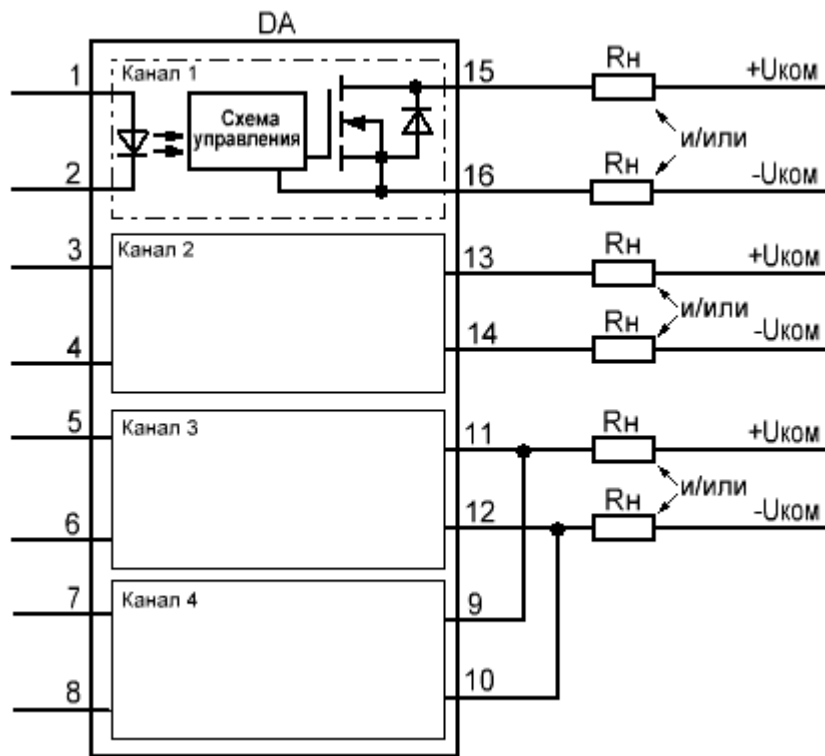 DA
1
Канал 1
15
Rн
+Uком
Схема
управления
и/или
2
16
Rн
-Uком
3
Канал 2
13
Rн
+Uком
и/или
4
14
Rн
-Uком
5
Канал 3
11
Rн
+Uком
и/или
6
12
Rн
-Uком
7
Канал 4
9
8
10